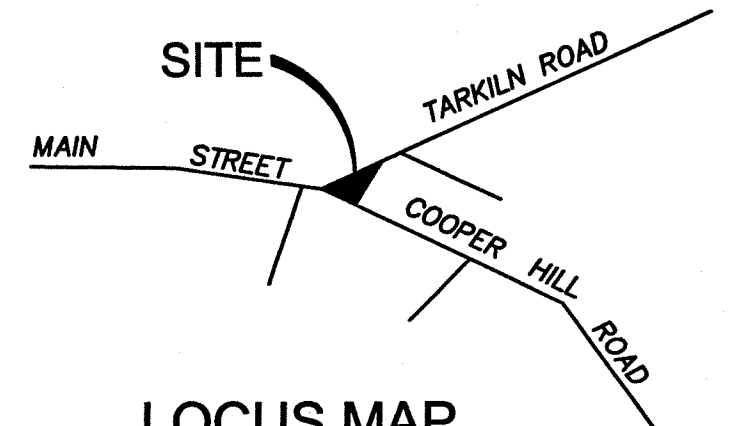 SITE
TARKILN ROAD
MAIN STREET
COOPER HILL ROAD
LOCUS MAP